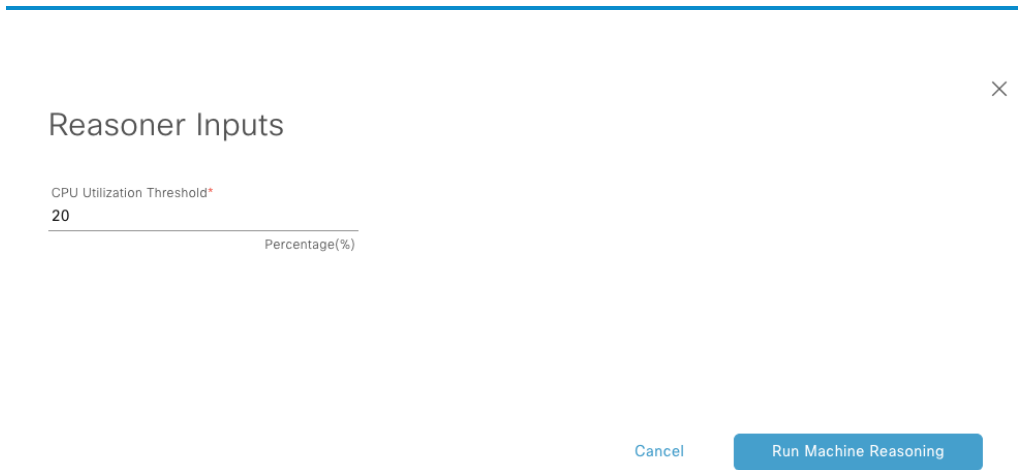 Reasoner Inputs
CPU Utilization Threshold*
20
Percentage(%)
Cancel
Run Machine Reasoning